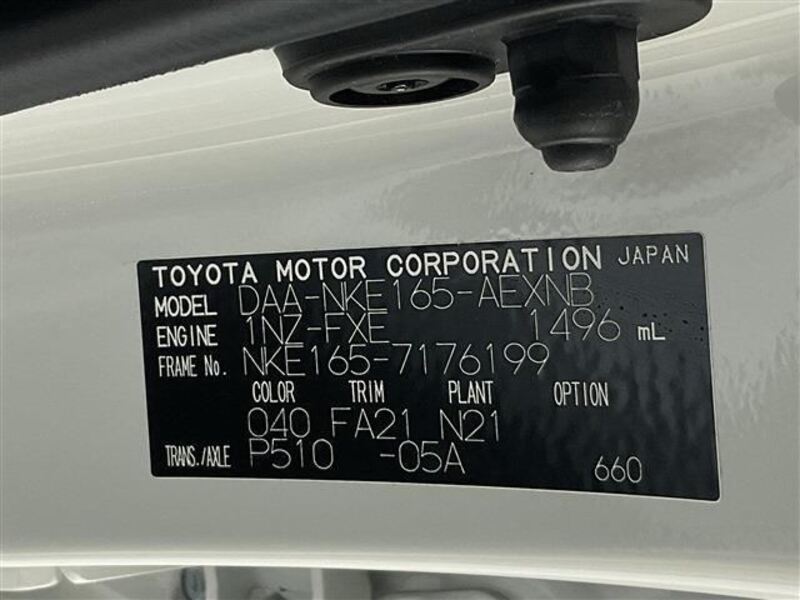 TOYOTA MOTOR CORPORATION JAPAN
MODEL DAA-NKE165-AEXNB
ENGINE 1NZ-FXE 1496 mL
FRAME No. NKE165-7176199
COLOR TRIM PLANT OPTION
040 FA21 N21
TRANS./AXLE P510 -05A 660